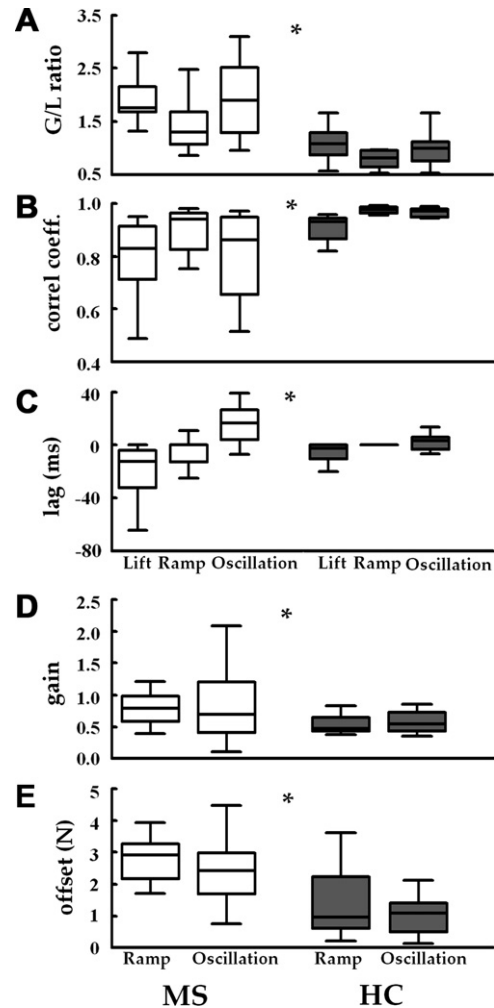 A
G/L ratio
3.5
2.5
1.5
0.5
*
B
correl coeff.
1.0
0.8
0.6
0.4
*
C
lag (ms)
40
0
-40
-80
*
Lift Ramp Oscillation Lift Ramp Oscillation
D
gain
2.5
2.0
1.5
1.0
0.5
0.0
*
E
offset (N)
5
4
3
2
1
0
*
Ramp Oscillation Ramp Oscillation
MS HC